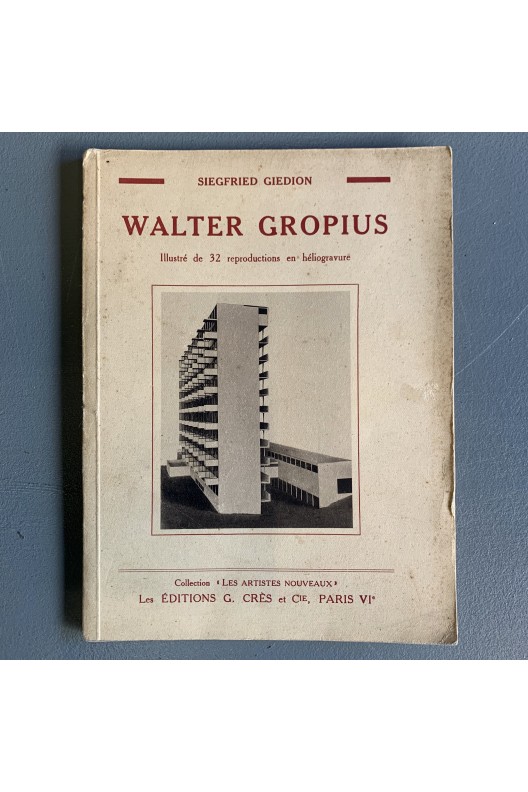 SIEGFRIED GIEDION
WALTER GROPIUS
Illustré de 32 reproductions en héliogravure
Collection "LES ARTISTES NOUVEAUX"
Les ÉDITIONS G. CRÈS et Cie, PARIS VIe